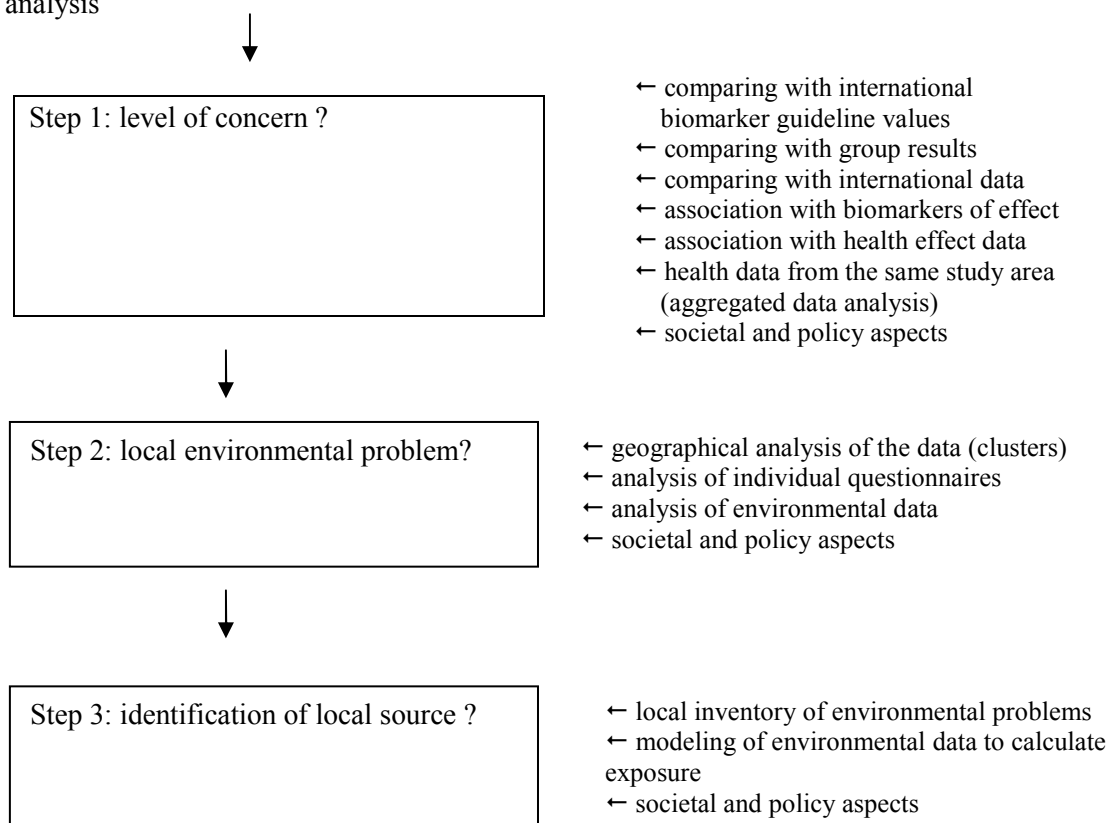 analysis
Step 1: level of concern ?
← comparing with international
biomarker guideline values
← comparing with group results
← comparing with international data
← association with biomarkers of effect
← association with health effect data
← health data from the same study area
(aggregated data analysis)
← societal and policy aspects
Step 2: local environmental problem?
← geographical analysis of the data (clusters)
← analysis of individual questionnaires
← analysis of environmental data
← societal and policy aspects
Step 3: identification of local source ?
← local inventory of environmental problems
← modeling of environmental data to calculate
exposure
← societal and policy aspects